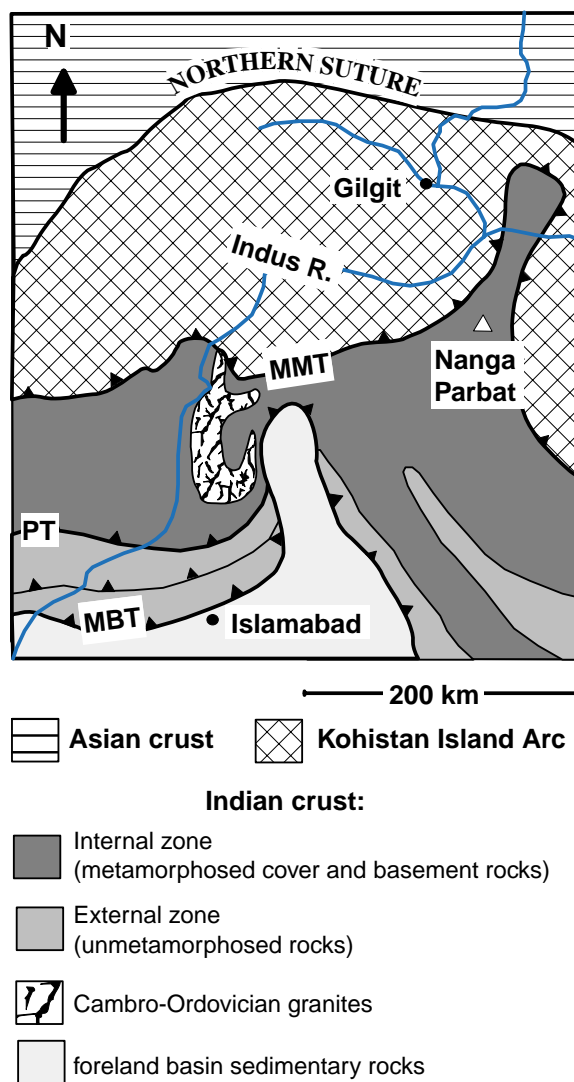 N
NORTHERN SUTURE
Gilgit
Indus R.
MMT
Nanga
Parbat
PT
MBT
Islamabad
200 km
Asian crust
Kohistan Island Arc
Indian crust:
Internal zone
(metamorphosed cover and basement rocks)
External zone
(unmetamorphosed rocks)
Cambro-Ordovician granites
foreland basin sedimentary rocks